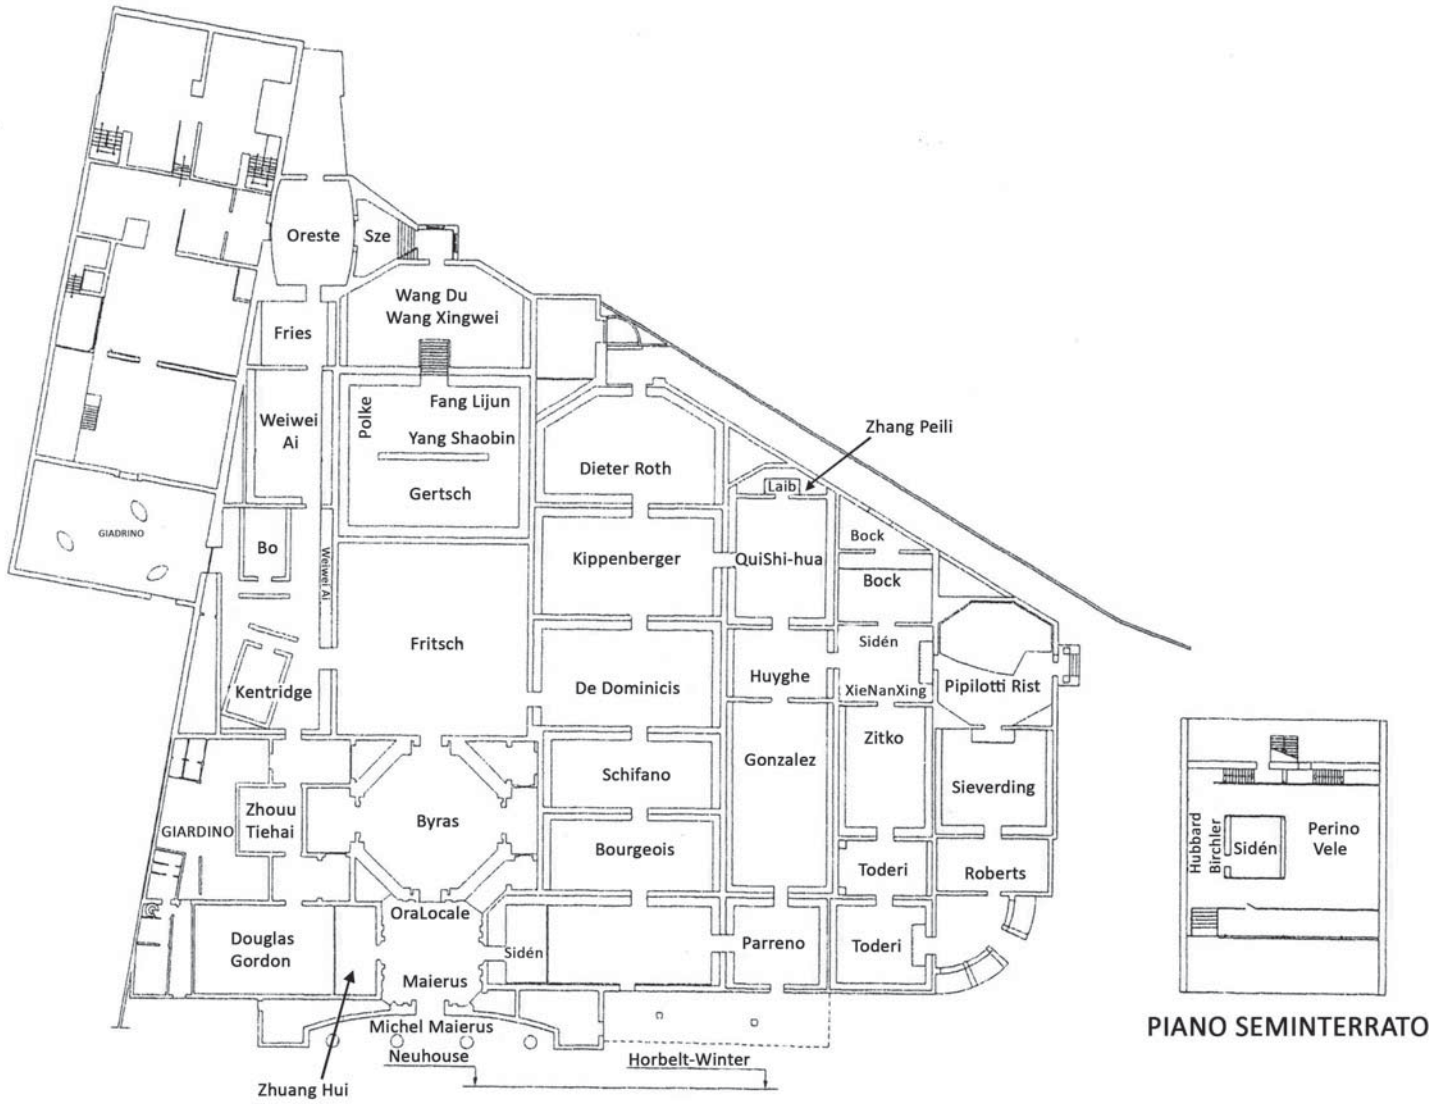 Oreste
Sze
Wang Du
Wang Xingwei
Fries
Weiwei
Ai
Polke
Fang Lijun
Yang Shaobin
Gertsch
Zhang Peili
Dieter Roth
Laib
GIADRINO
Bo
Weiwei Ai
Kippenberger
QuiShi-hua
Bock
Bock
Fritsch
Sidén
Kentridge
De Dominicis
Huyghe
XieNanXing
Pipilotti Rist
Zitko
Gonzalez
Schifano
Sieverding
GIARDINO
Zhouu
Tiehai
Byras
Bourgeois
Toderi
Roberts
Hubbard
Birchler
Sidén
Perino
Vele
OraLocale
Douglas
Gordon
Sidén
Parreno
Toderi
Maierus
Michel Maierus
Neuhouse
Horbelt-Winter
Zhuang Hui
PIANO SEMINTERRATO